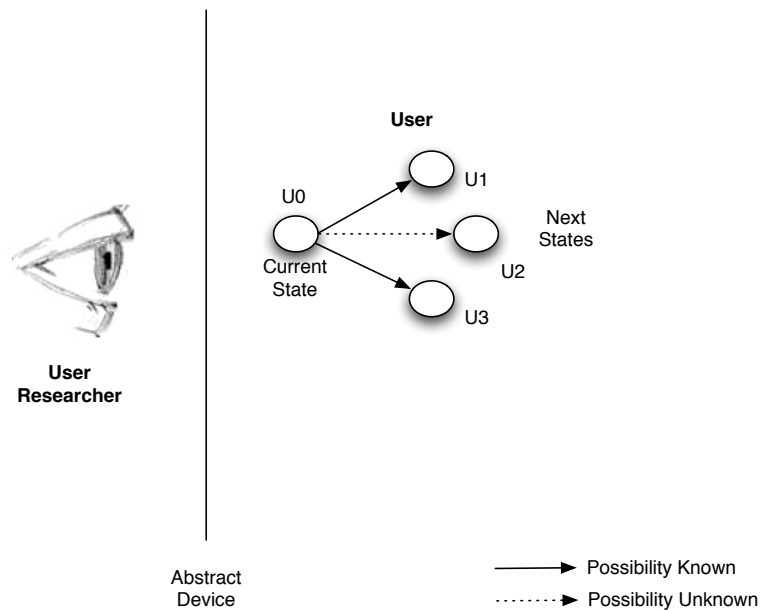 User
U1
U0
Next
States
U2
Current
State
U3
User
Researcher
Abstract
Device
Possibility Known
Possibility Unknown